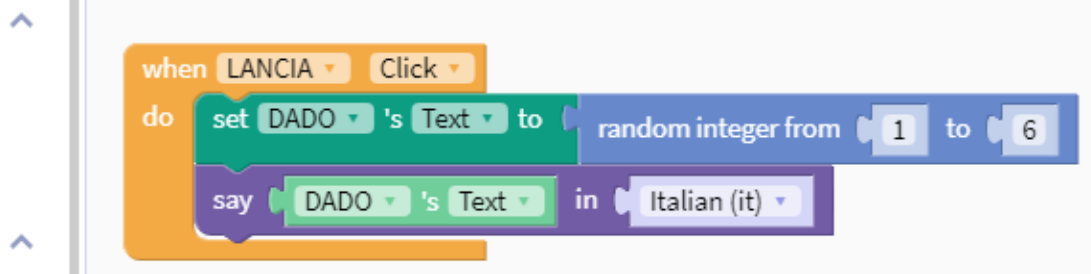 when LANCIA Click
do set DADO 's Text to random integer from 1 to 6
say DADO 's Text in Italian (it)